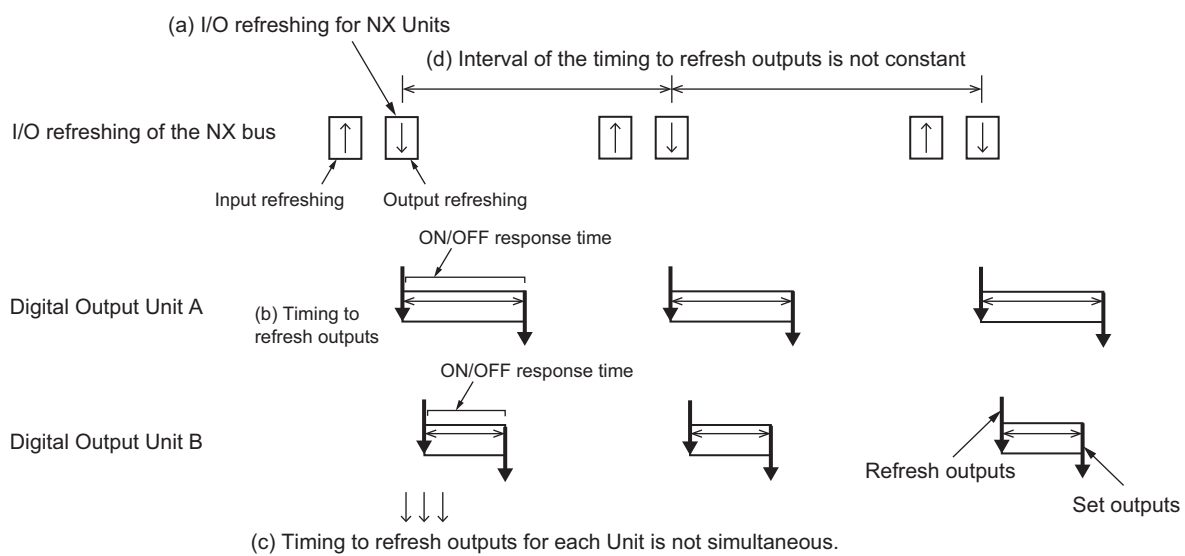 (a) I/O refreshing for NX Units
(d) Interval of the timing to refresh outputs is not constant
I/O refreshing of the NX bus
Input refreshing
Output refreshing
ON/OFF response time
Digital Output Unit A
(b) Timing to
refresh outputs
ON/OFF response time
Digital Output Unit B
Refresh outputs
Set outputs
(c) Timing to refresh outputs for each Unit is not simultaneous.